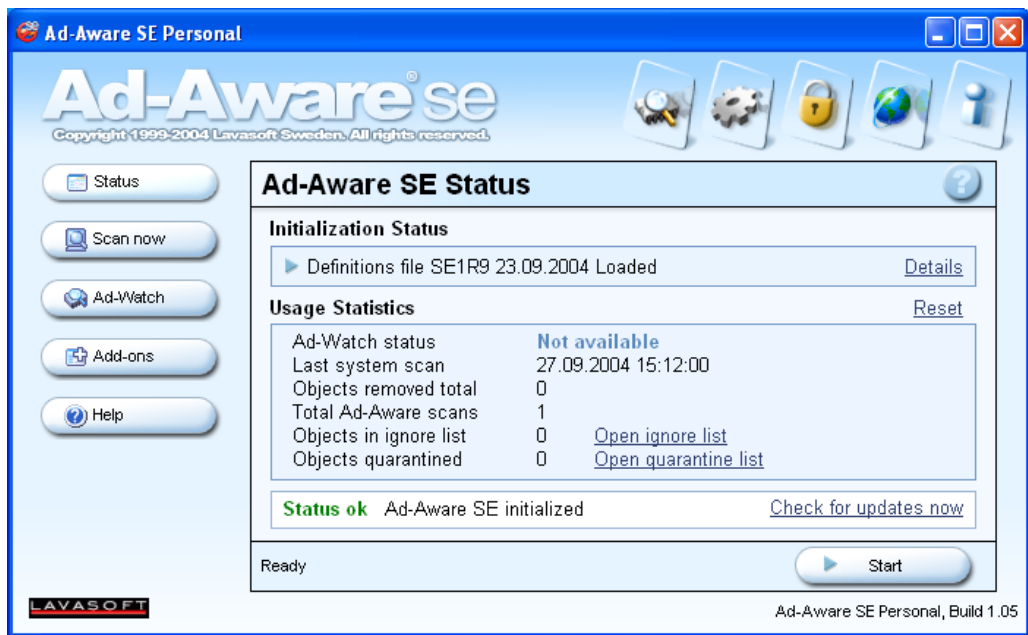 Ad-Aware SE Personal
Ad-Aware® se
Copyright 1999-2004 Lavasoft Sweden. All rights reserved.
Status
Scan now
Ad-Watch
Add-ons
Help
Ad-Aware SE Status
Initialization Status
Definitions file SE1R9 23.09.2004 Loaded Details
Usage Statistics Reset
Ad-Watch status Not available
Last system scan 27.09.2004 15:12:00
Objects removed total 0
Total Ad-Aware scans 1
Objects in ignore list 0 Open ignore list
Objects quarantined 0 Open quarantine list
Status ok Ad-Aware SE initialized Check for updates now
Ready Start
LAVASOFT
Ad-Aware SE Personal, Build 1.05